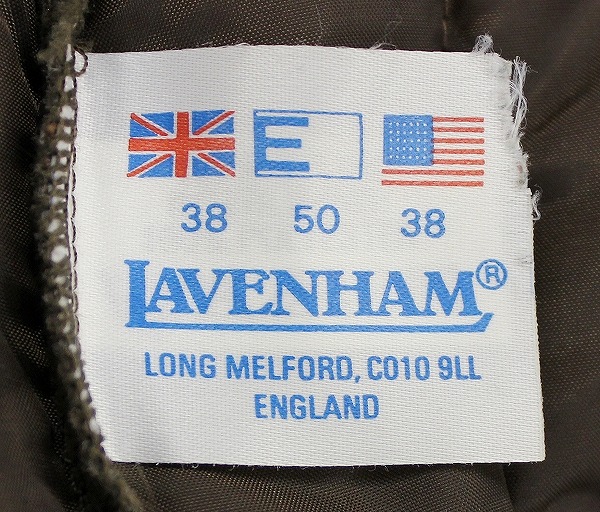 E
38 50 38
LAVENHAM®
LONG MELFORD, CO10 9LL
ENGLAND